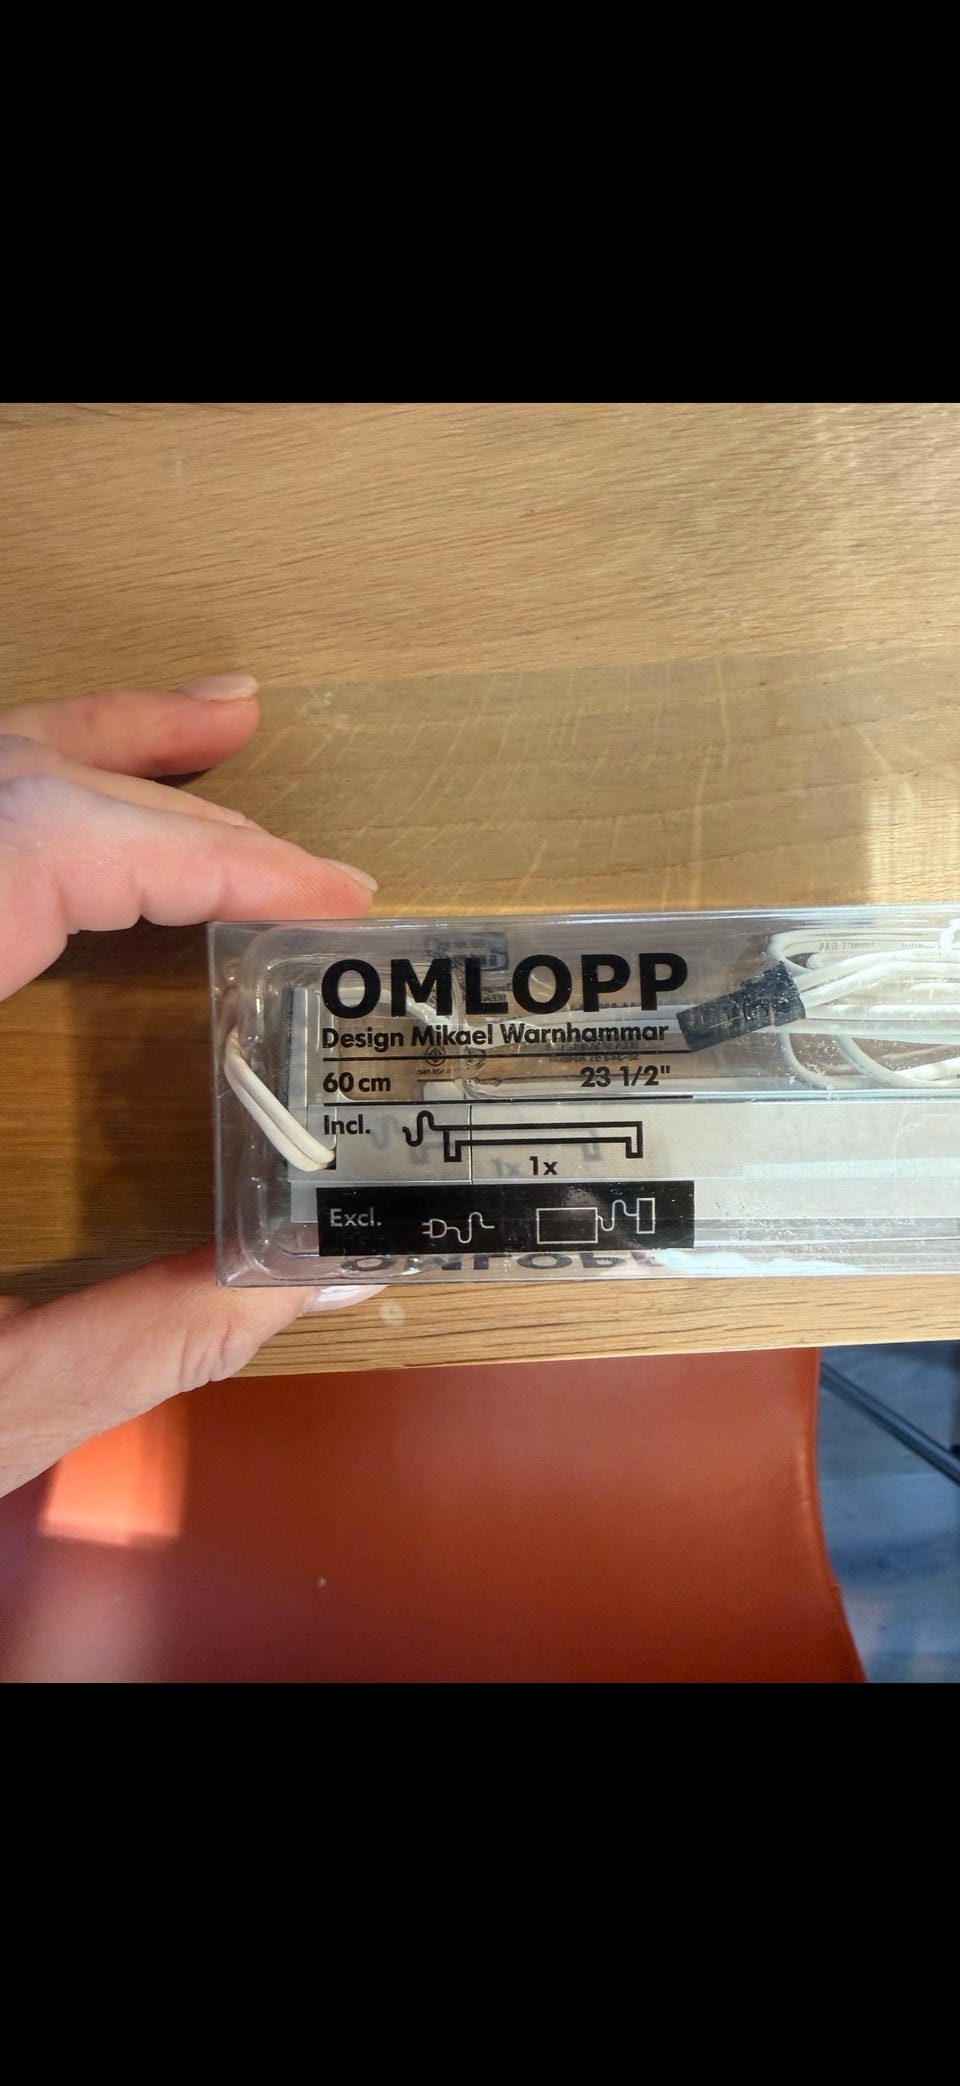 OMLOPP
Design Mikael Warnhammar
60 cm 23 1/2"
Incl.
1x
Excl.